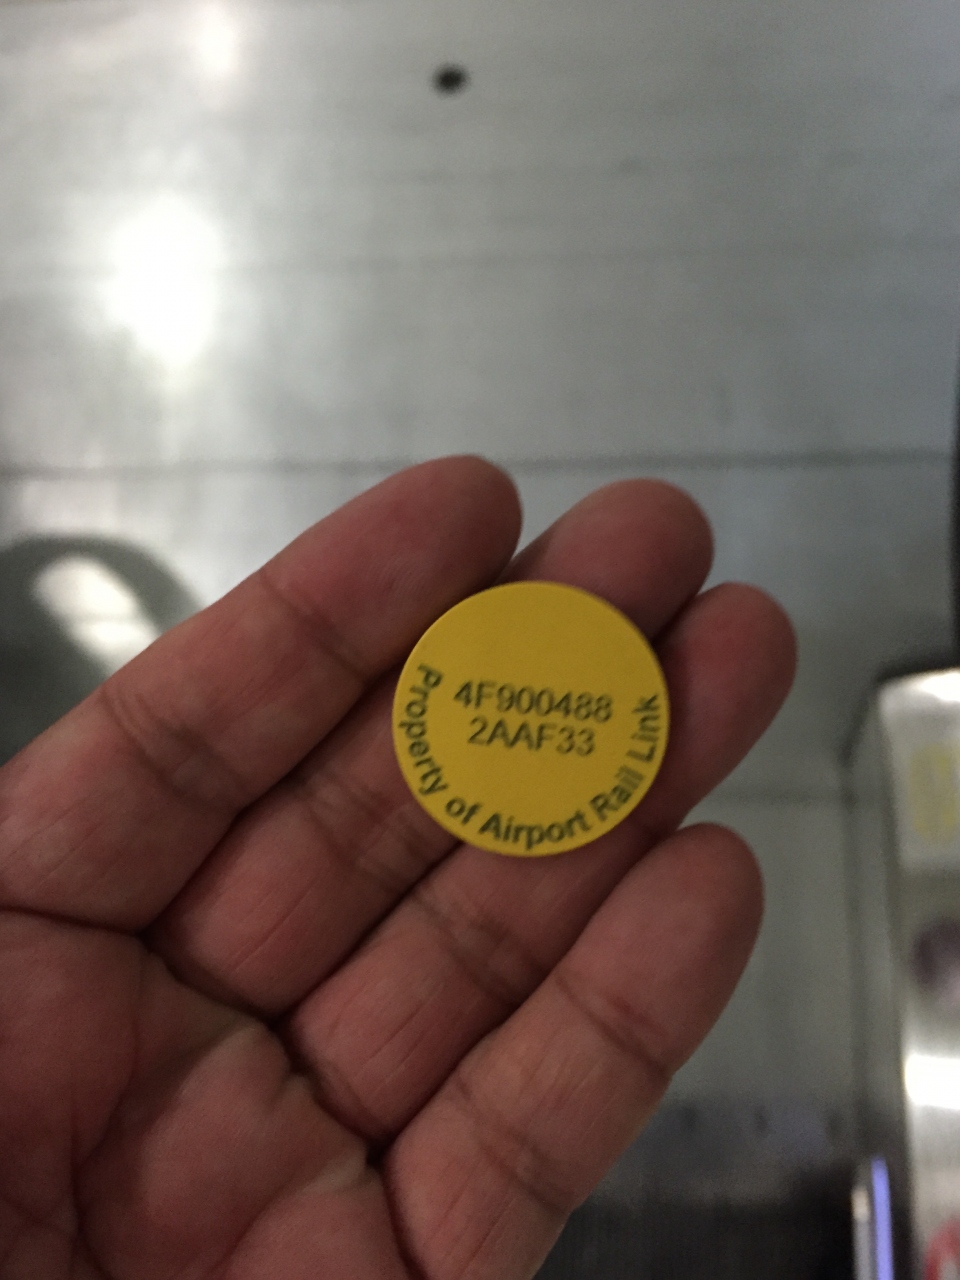 4F900488
2AAF33
Property of Airport Rail Link